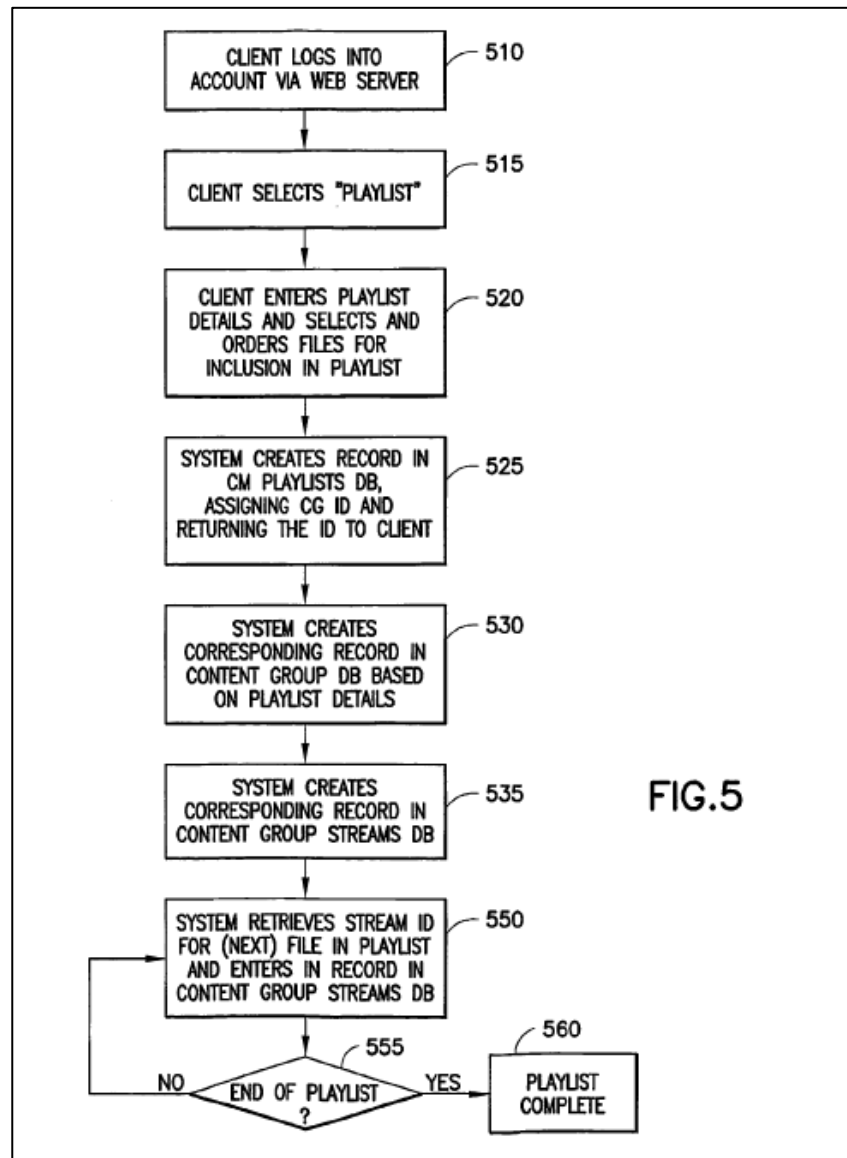 CLIENT LOGS INTO
ACCOUNT VIA WEB SERVER
510
CLIENT SELECTS "PLAYLIST"
515
CLIENT ENTERS PLAYLIST
DETAILS AND SELECTS AND
ORDERS FILES FOR
INCLUSION IN PLAYLIST
520
SYSTEM CREATES RECORD IN
CM PLAYLISTS DB,
ASSIGNING CG ID AND
RETURNING THE ID TO CLIENT
525
SYSTEM CREATES
CORRESPONDING RECORD IN
CONTENT GROUP DB BASED
ON PLAYLIST DETAILS
530
SYSTEM CREATES
CORRESPONDING RECORD IN
CONTENT GROUP STREAMS DB
535
FIG.5
SYSTEM RETRIEVES STREAM ID
FOR (NEXT) FILE IN PLAYLIST
AND ENTERS IN RECORD IN
CONTENT GROUP STREAMS DB
550
555
NO
END OF PLAYLIST
?
YES
560
PLAYLIST
COMPLETE